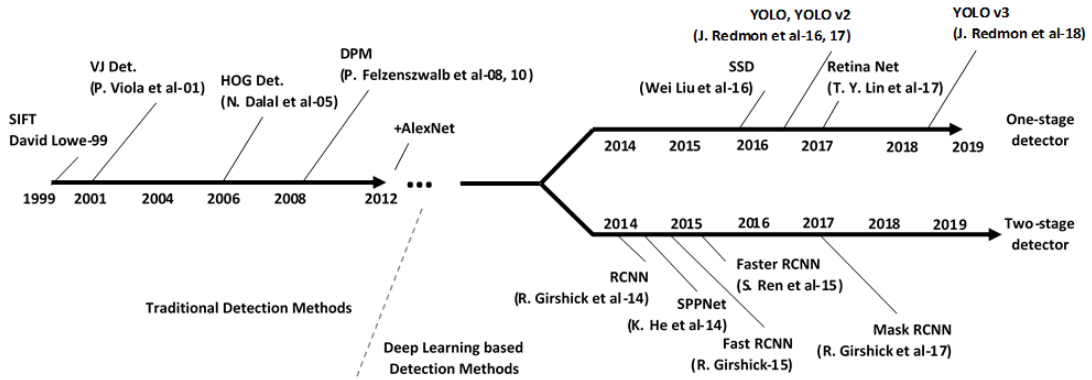 SIFT
David Lowe-99
VJ Det.
(P. Viola et al-01)
HOG Det.
(N. Dalal et al-05)
DPM
(P. Felzenszwalb et al-08, 10)
+AlexNet
...
1999
2001
2004
2006
2008
2012
Traditional Detection Methods
Deep Learning based
Detection Methods
SSD
(Wei Liu et al-16)
YOLO, YOLO v2
(J. Redmon et al-16, 17)
Retina Net
(T. Y. Lin et al-17)
YOLO v3
(J. Redmon et al-18)
2014
2015
2016
2017
2018
2019
One-stage
detector
2014
2015
2016
2017
2018
2019
Two-stage
detector
RCNN
(R. Girshick et al-14)
SPPNet
(K. He et al-14)
Fast RCNN
(R. Girshick-15)
Faster RCNN
(S. Ren et al-15)
Mask RCNN
(R. Girshick et al-17)